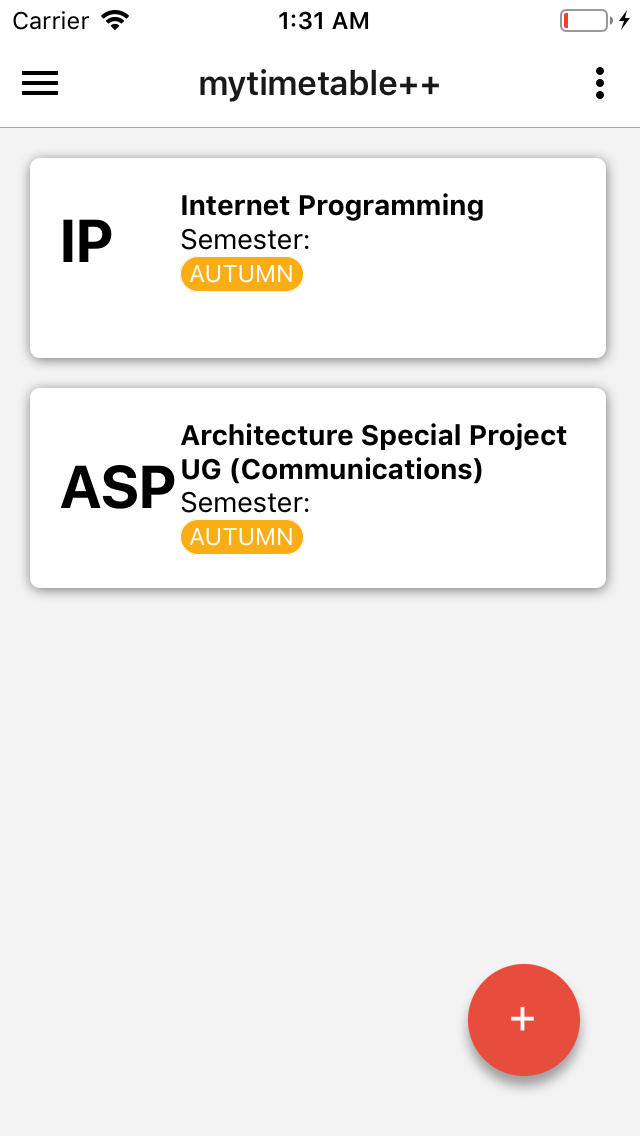 Carrier 1:31 AM
mytimetable++
IP
Internet Programming
Semester:
AUTUMN
ASP
Architecture Special Project
UG (Communications)
Semester:
AUTUMN
+